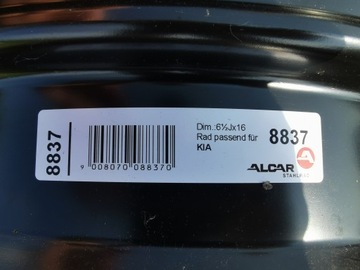 8837
9 008070 088370
Dim.:6½Jx16
Rad passend für
KIA
8837
ALCAR
STAHLRAD